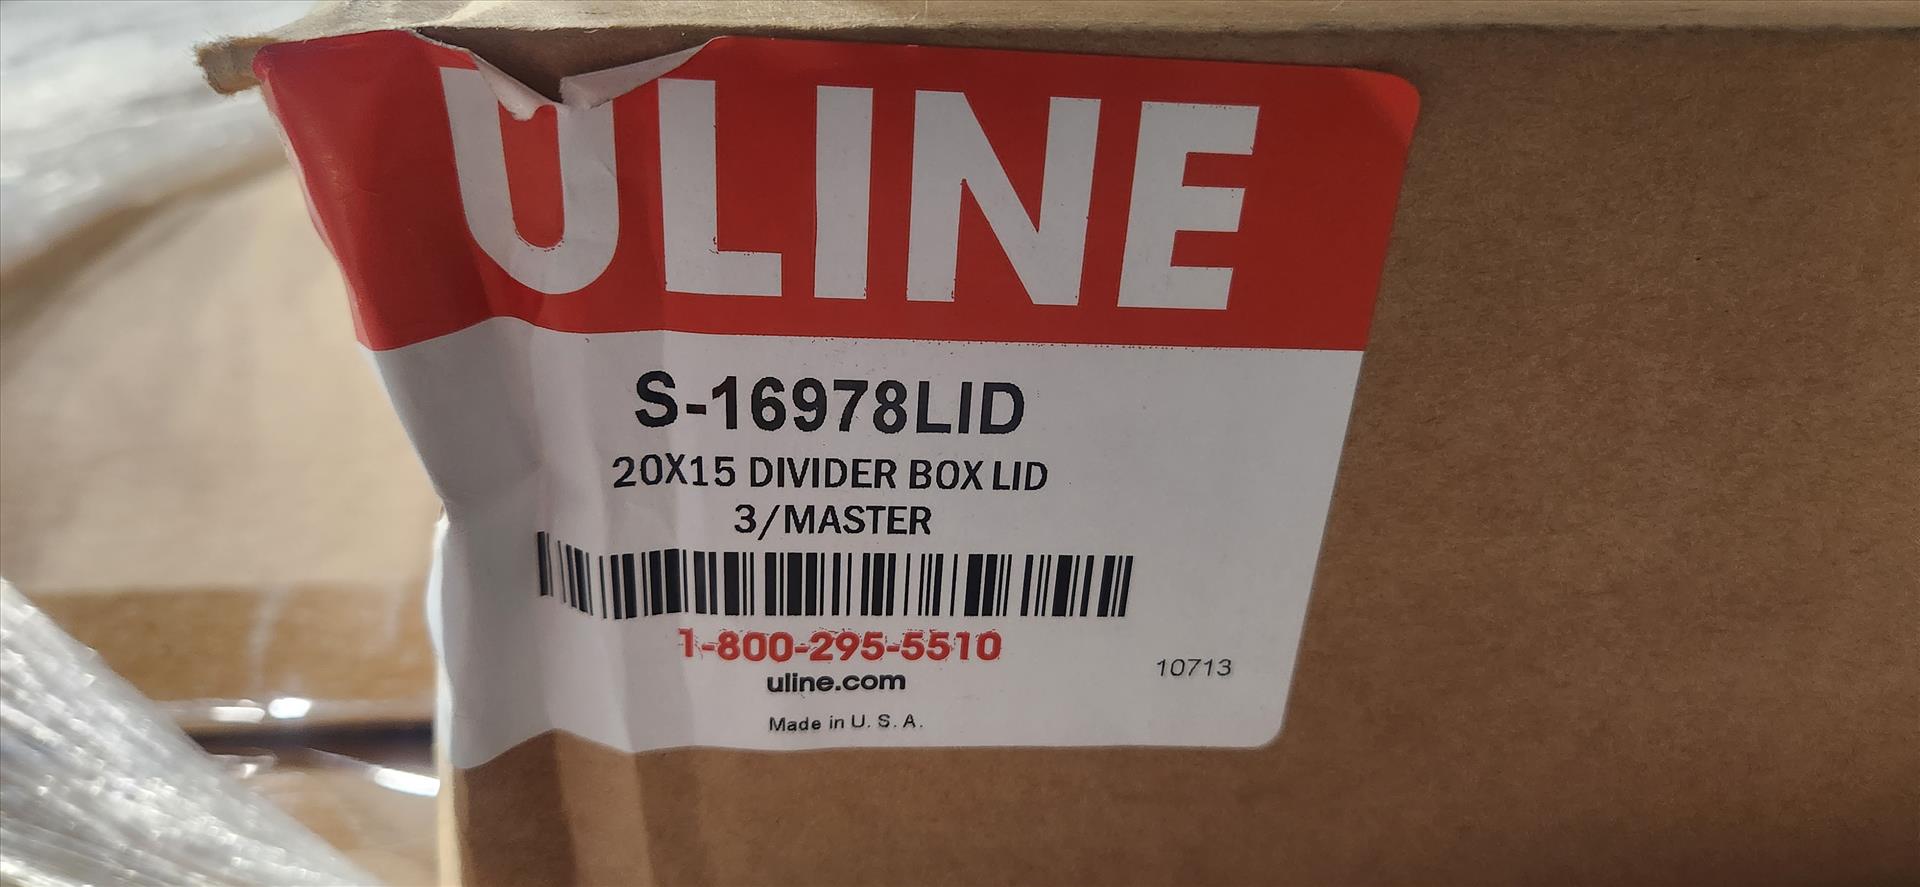 ULINE
S-16978LID
20X15 DIVIDER BOX LID
3/MASTER
1-800-295-5510
uline.com
10713
Made in U. S. A.